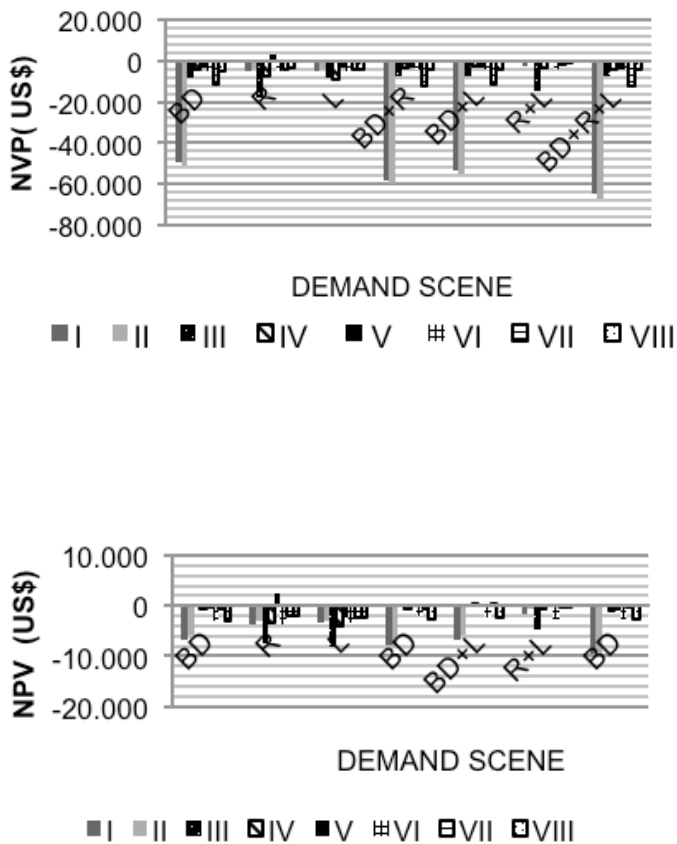 20.000
0
-20.000
-40.000
-60.000
-80.000
NVP( US$)
BD
R
L
BD+R
BD+L
R+L
BD+R+L
DEMAND SCENE
I II III IV V VI VII VIII
10.000
0
-10.000
-20.000
NPV (US$)
BD
R
L
BD
BD+L
R+L
BD
DEMAND SCENE
I II III IV V VI VII VIII